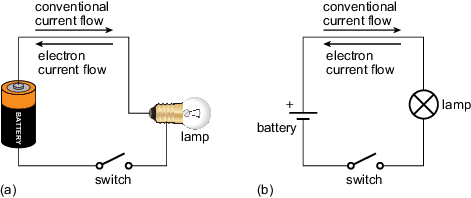 conventional
current flow
electron
current flow
BATTERY
lamp
switch
(a)
conventional
current flow
electron
current flow
+
battery
lamp
switch
(b)